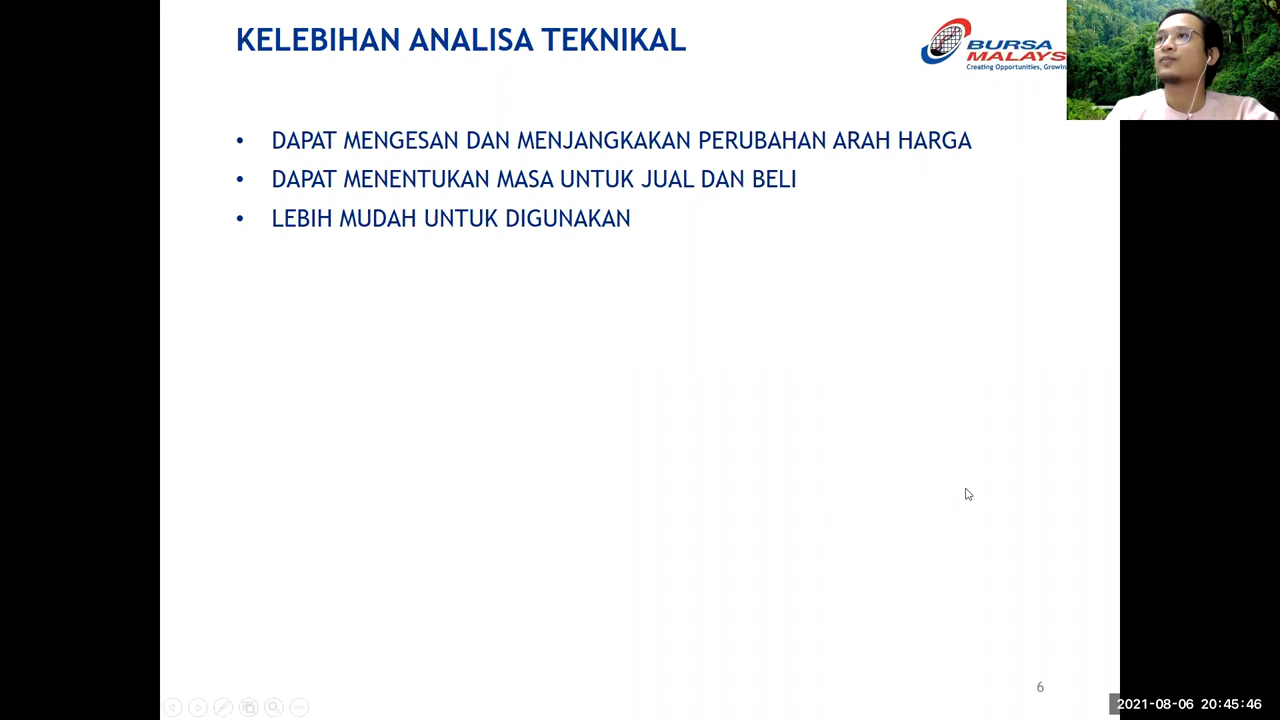 KELEBIHAN ANALISA TEKNIKAL
BURSA
MALAYS
Creating Opportunities, Growin
• DAPAT MENGESAN DAN MENJANGKAKAN PERUBAHAN ARAH HARGA
• DAPAT MENENTUKAN MASA UNTUK JUAL DAN BELI
• LEBIH MUDAH UNTUK DIGUNAKAN
6
2021-08-06 20:45:46